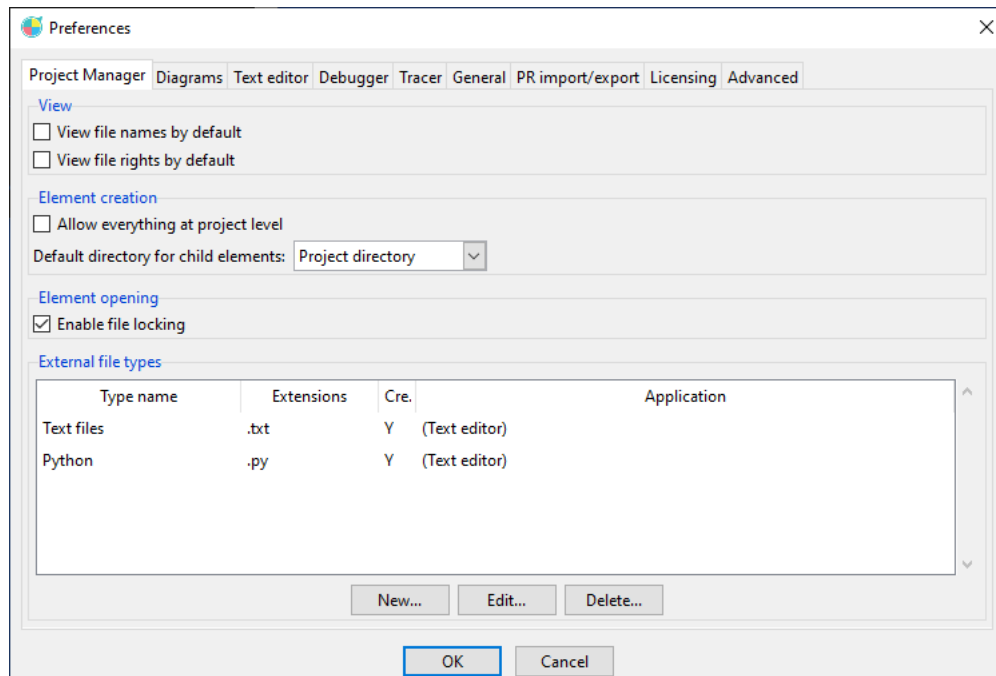 Preferences
Project Manager Diagrams Text editor Debugger Tracer General PR import/export Licensing Advanced
View
View file names by default
View file rights by default
Element creation
Allow everything at project level
Default directory for child elements: Project directory
Element opening
Enable file locking
External file types
Type name Extensions Cre. Application
Text files .txt Y (Text editor)
Python .py Y (Text editor)
New... Edit... Delete...
OK Cancel